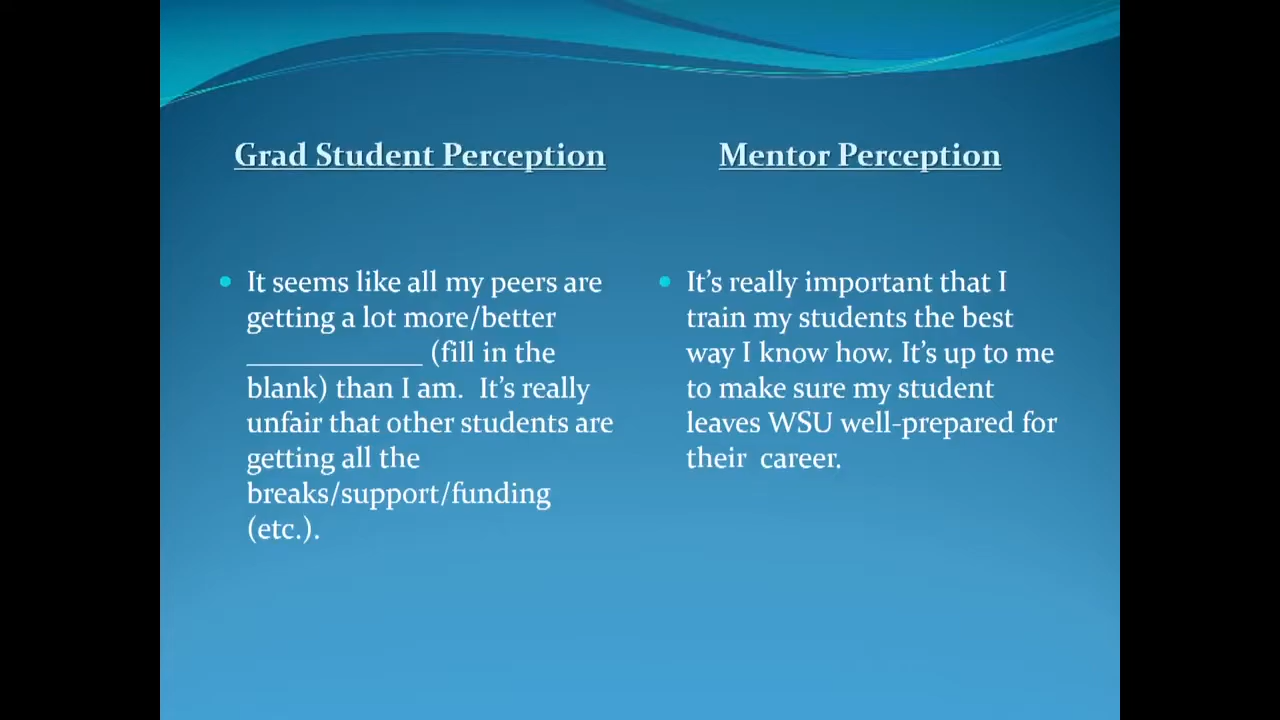 Grad Student Perception
Mentor Perception
It seems like all my peers are
getting a lot more/better
____________ (fill in the
blank) than I am.  It’s really
unfair that other students are
getting all the
breaks/support/funding
(etc.).
It’s really important that I
train my students the best
way I know how. It’s up to me
to make sure my student
leaves WSU well-prepared for
their  career.